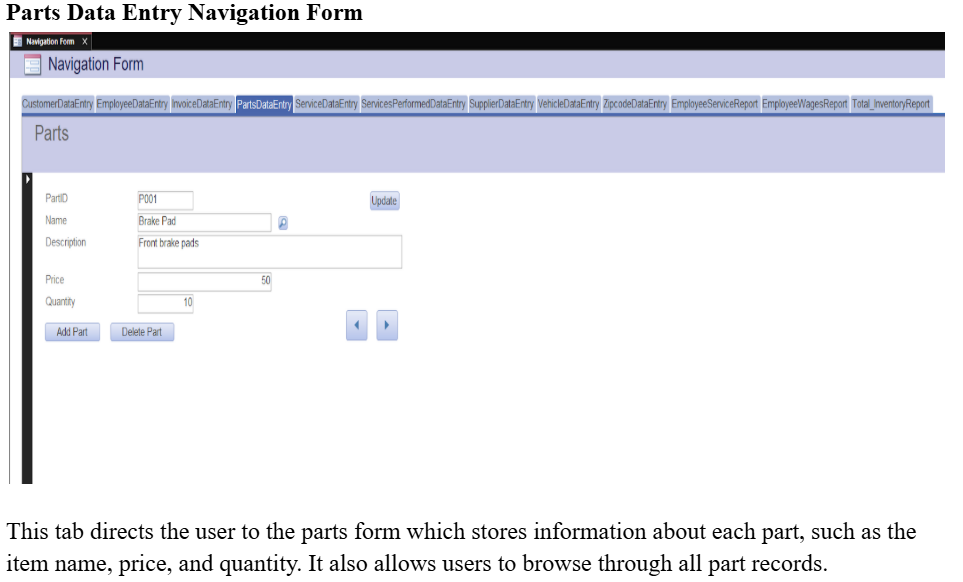 Parts Data Entry Navigation Form
Navigation Form X
Navigation Form
CustomerDataEntry EmployeeDataEntry InvoiceDataEntry PartsDataEntry ServiceDataEntry ServicesPerformedDataEntry SupplierDataEntry VehicleDataEntry ZipcodeDataEntry EmployeeServiceReport EmployeeWagesReport Total_InventoryReport
Parts
PartID P001 Update
Name Brake Pad
Description Front brake pads
Price 50
Quantity 10
Add Part Delete Part
This tab directs the user to the parts form which stores information about each part, such as the
item name, price, and quantity. It also allows users to browse through all part records.